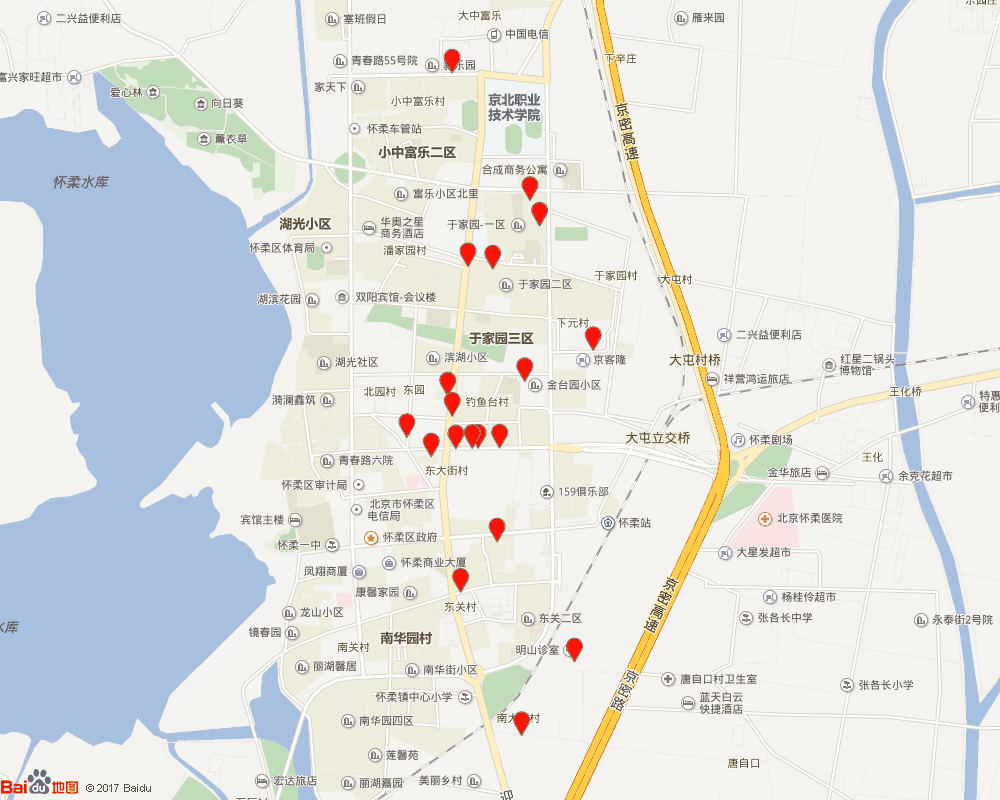 二兴益便利店
塞班假日
大中富乐
雁来园
中国电信
青春路55号院
下辛庄
富兴家旺超市
家天下
爱心林
向日葵
小中富乐村
京北职业
技术学院
京密高速
怀柔车管站
薰衣草
小中富乐二区
合成商务公寓
怀柔水库
富乐小区北里
湖光小区
华奥之星
商务酒店
于家园-一区
怀柔区体育局
潘家园村
于家园村
大屯村
于家园二区
湖滨花园
双阳宾馆-会议楼
下元村
二兴益便利店
于家园三区
湖光社区
滨湖小区
京客隆
大屯村桥
红星二锅头
博物馆
祥营鸿运旅店
北园村
东园
金台园小区
王化桥
漪澜鑫筑
钓鱼台村
特惠
便利
大屯立交桥
怀柔剧场
青春路六院
东大街村
金华旅店
王化
余克花超市
怀柔区审计局
159俱乐部
北京市怀柔区
电信局
宾馆主楼
怀柔站
北京怀柔医院
怀柔一中
怀柔区政府
大星发超市
凤翔商厦
怀柔商业大厦
康馨家园
京密高速
杨桂伶超市
龙山小区
东关村
东关二区
张各长中学
永泰街2号院
水库
镜春园
南华园村
南关村
明山诊室
丽湖馨居
南华街小区
唐自口村卫生室
张各长小学
怀柔镇中心小学
京密路
蓝天白云
快捷酒店
南华园四区
莲馨苑
唐自口
宏达旅店
丽湖嘉园
美丽乡村
迎
Bai du 地图 © 2017 Baidu